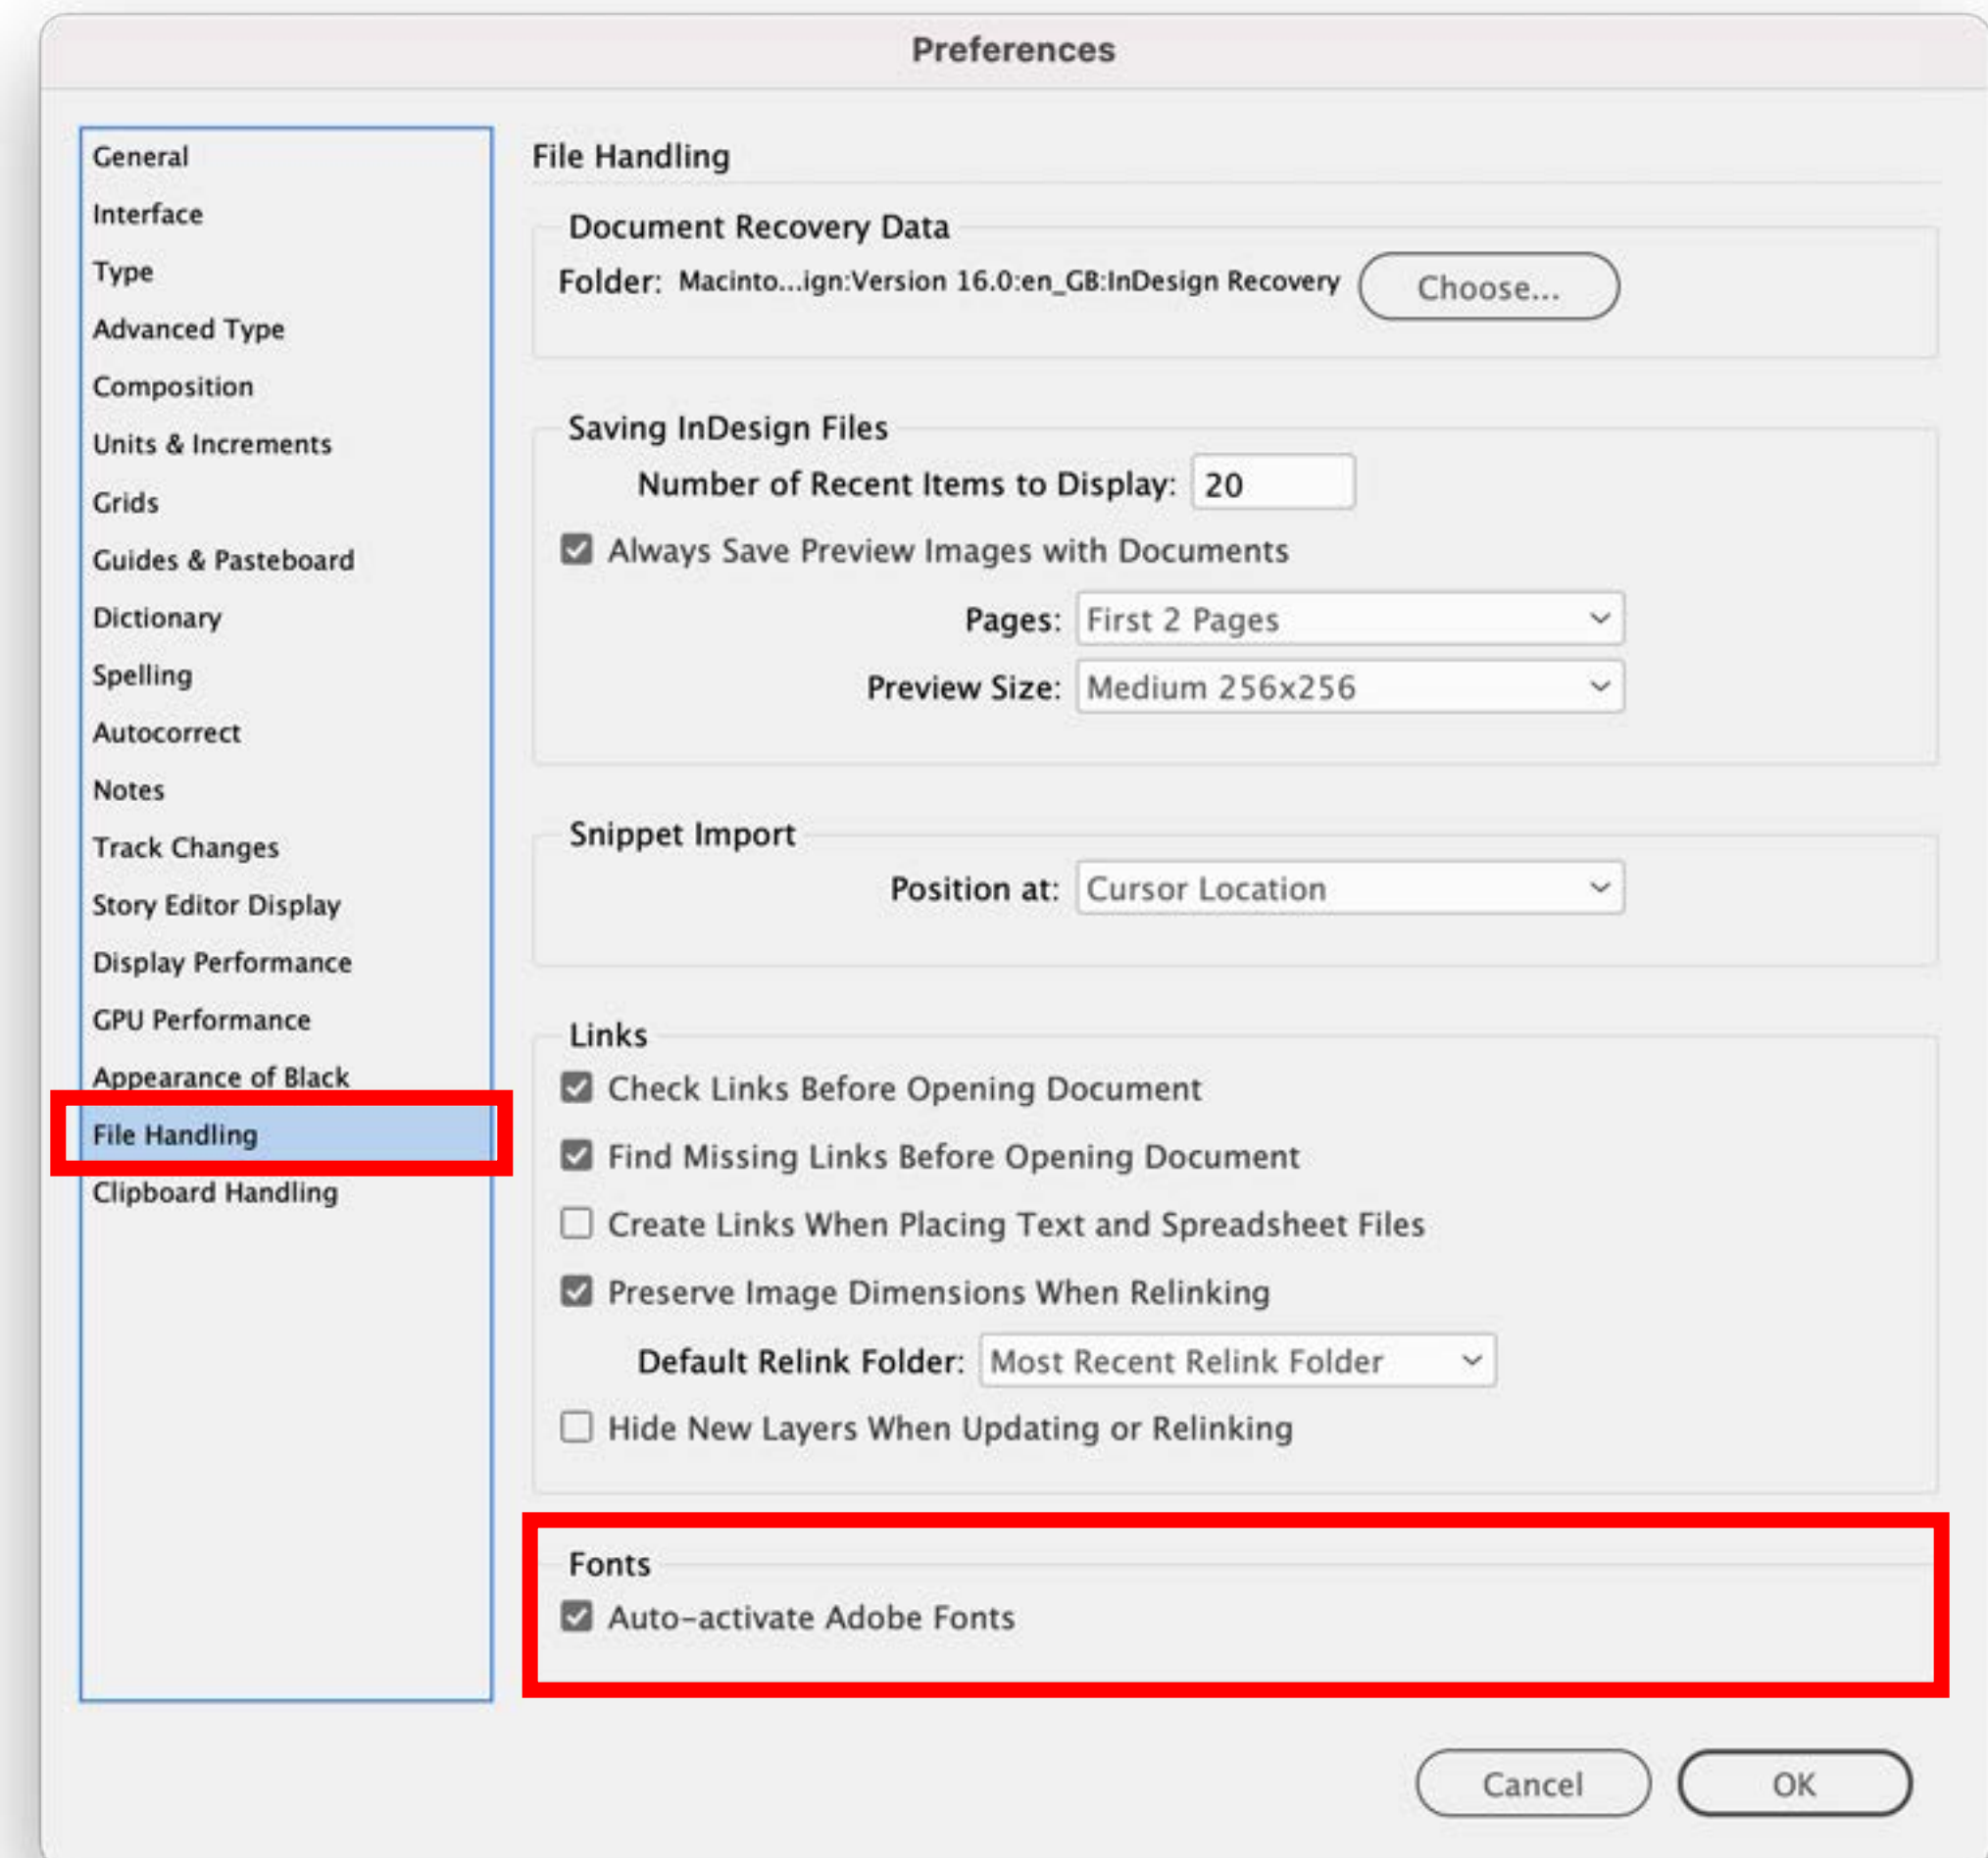 Preferences
General
Interface
Type
Advanced Type
Composition
Units & Increments
Grids
Guides & Pasteboard
Dictionary
Spelling
Autocorrect
Notes
Track Changes
Story Editor Display
Display Performance
GPU Performance
Appearance of Black
File Handling
Clipboard Handling
File Handling
Document Recovery Data
Folder: Macinto...ign:Version 16.0:en_GB:InDesign Recovery Choose...
Saving InDesign Files
Number of Recent Items to Display: 20
Always Save Preview Images with Documents
Pages: First 2 Pages
Preview Size: Medium 256x256
Snippet Import
Position at: Cursor Location
Links
Check Links Before Opening Document
Find Missing Links Before Opening Document
Create Links When Placing Text and Spreadsheet Files
Preserve Image Dimensions When Relinking
Default Relink Folder: Most Recent Relink Folder
Hide New Layers When Updating or Relinking
Fonts
Auto-activate Adobe Fonts
Cancel OK